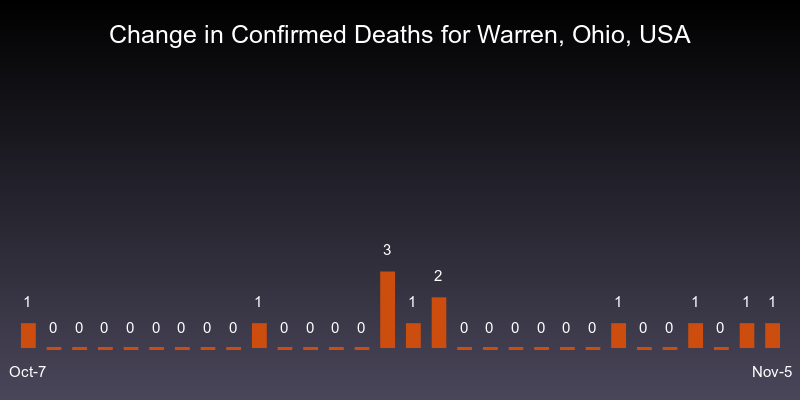 Change in Confirmed Deaths for Warren, Ohio, USA
3
2
1 1 1 1 1 1 1
0 0 0 0 0 0 0 0 0 0 0 0 0 0 0 0 0 0 0 0 0
Oct-7 Nov-5